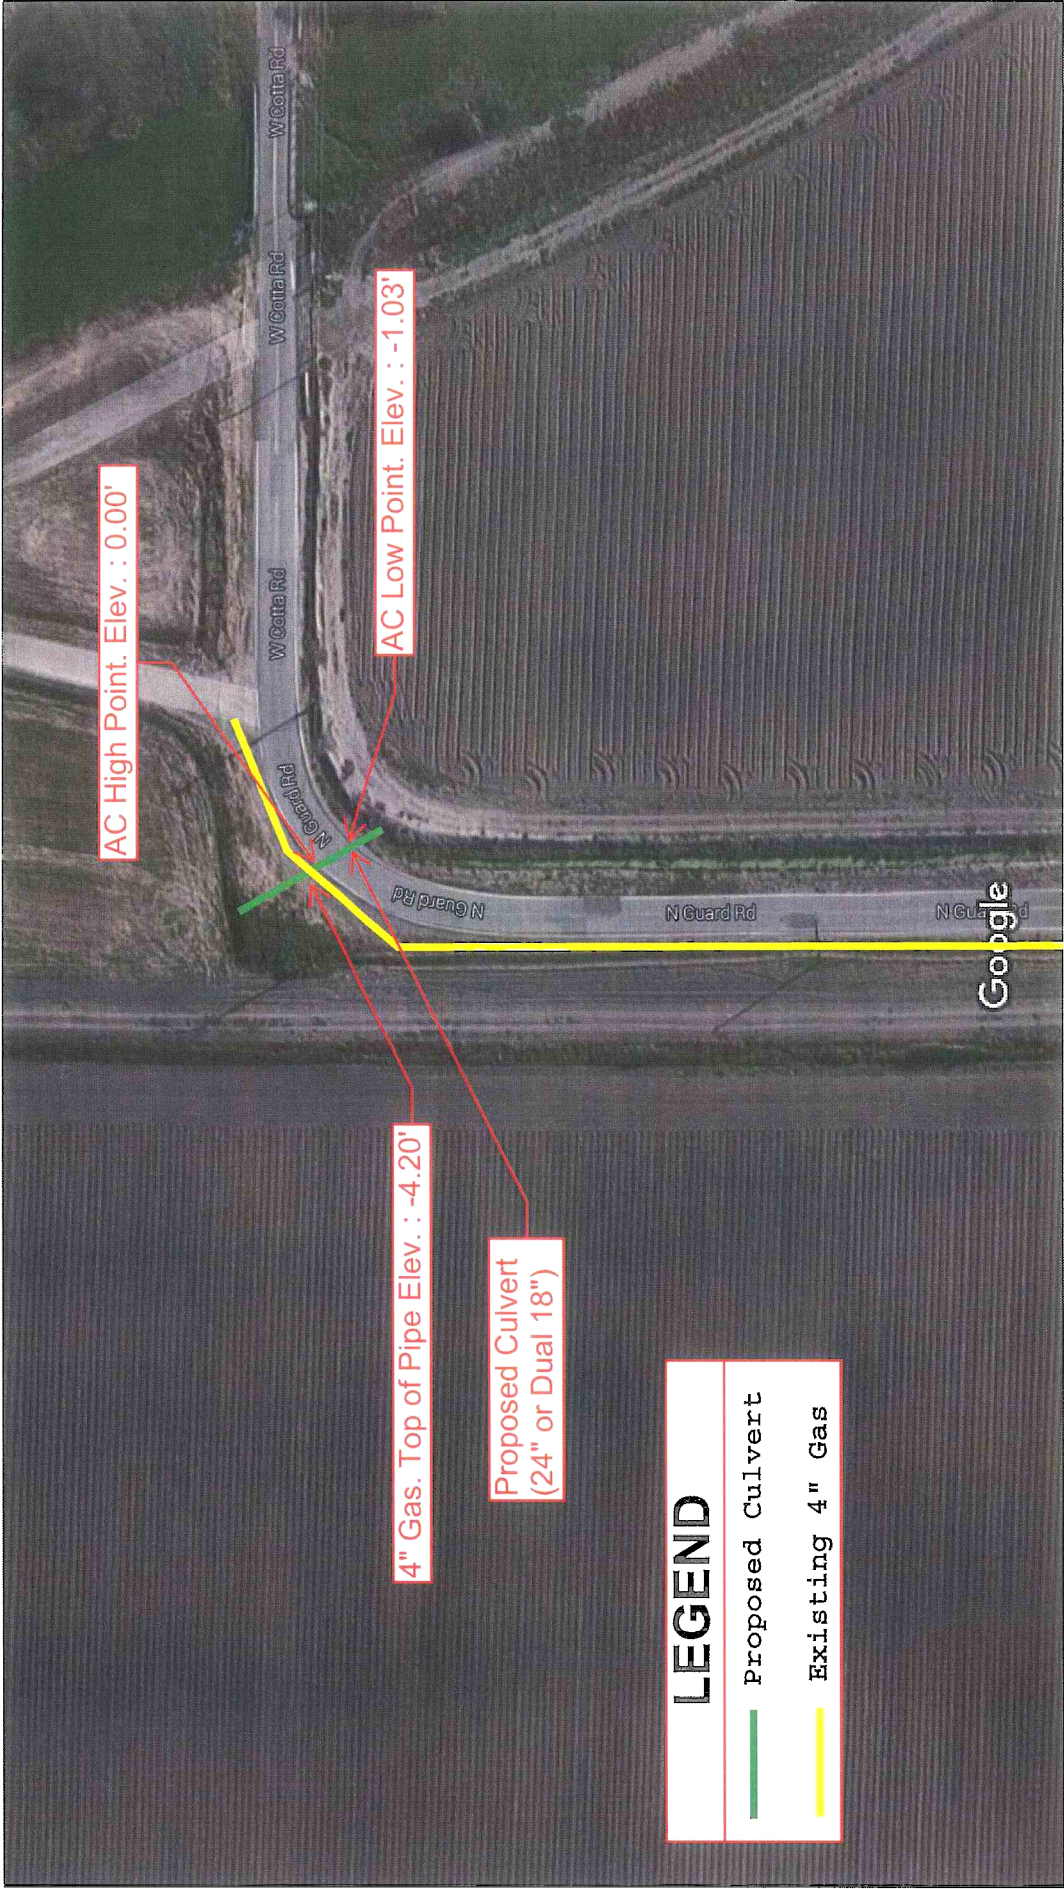 AC High Point. Elev. : 0.00'
W Cotta Rd
W Cotta Rd
W Cotta Rd
AC Low Point. Elev. : -1.03'
N Guard Rd
N Guard Rd
N Guard Rd
N Guard Rd
Google
4" Gas. Top of Pipe Elev. : -4.20'
Proposed Culvert
(24" or Dual 18")
LEGEND
Proposed Culvert
Existing 4" Gas